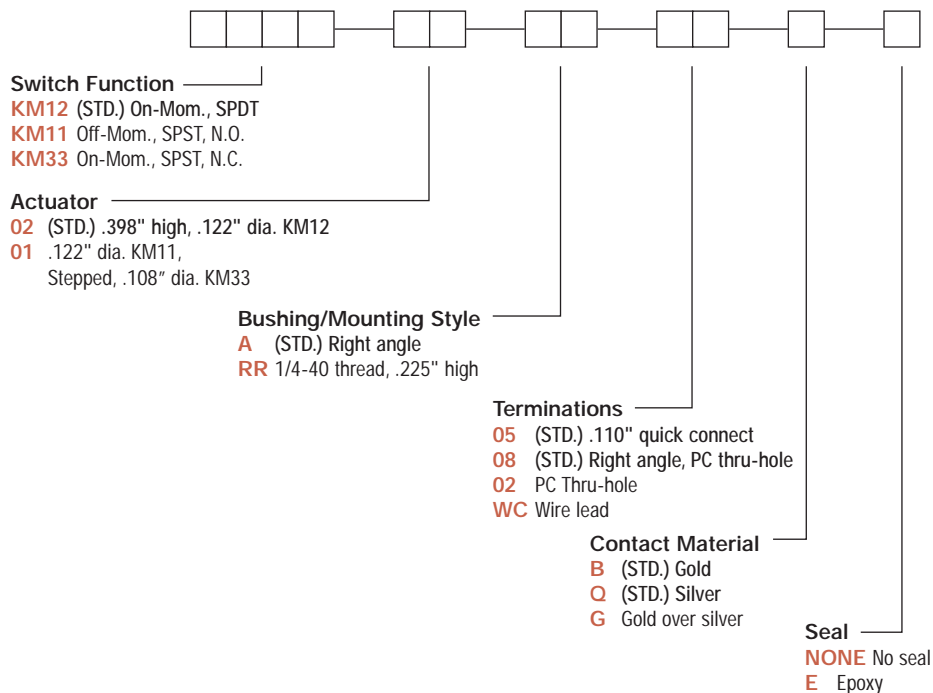 Switch Function
KM12 (STD.) On-Mom., SPDT
KM11 Off-Mom., SPST, N.O.
KM33 On-Mom., SPST, N.C.
Actuator
02 (STD.) .398" high, .122" dia. KM12
01 .122" dia. KM11,
Stepped, .108″ dia. KM33
Bushing/Mounting Style
A (STD.) Right angle
RR 1/4-40 thread, .225" high
Terminations
05 (STD.) .110" quick connect
08 (STD.) Right angle, PC thru-hole
02 PC Thru-hole
WC Wire lead
Contact Material
B (STD.) Gold
Q (STD.) Silver
G Gold over silver
Seal
NONE No seal
E Epoxy